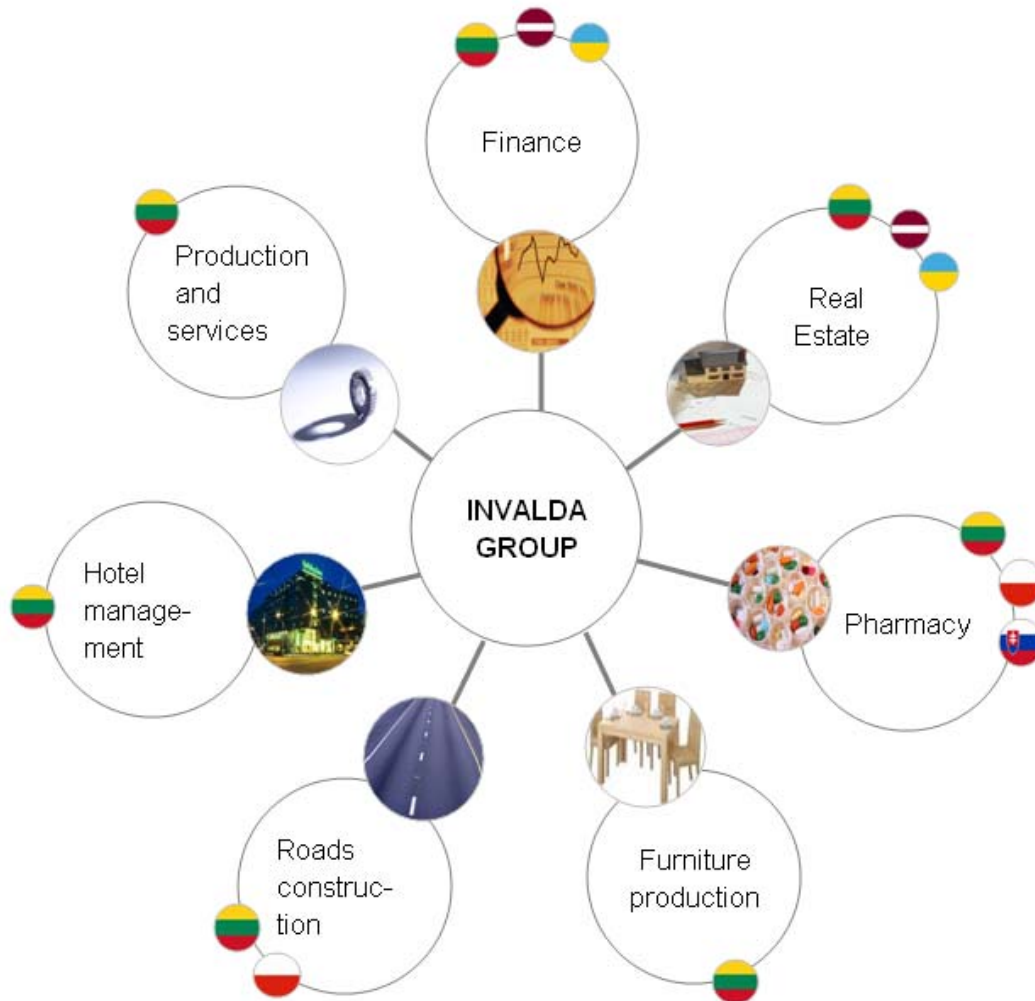 Finance
Production
and
services
Real
Estate
INVALDA
GROUP
Hotel
manage-
ment
Pharmacy
Roads
construc-
tion
Furniture
production